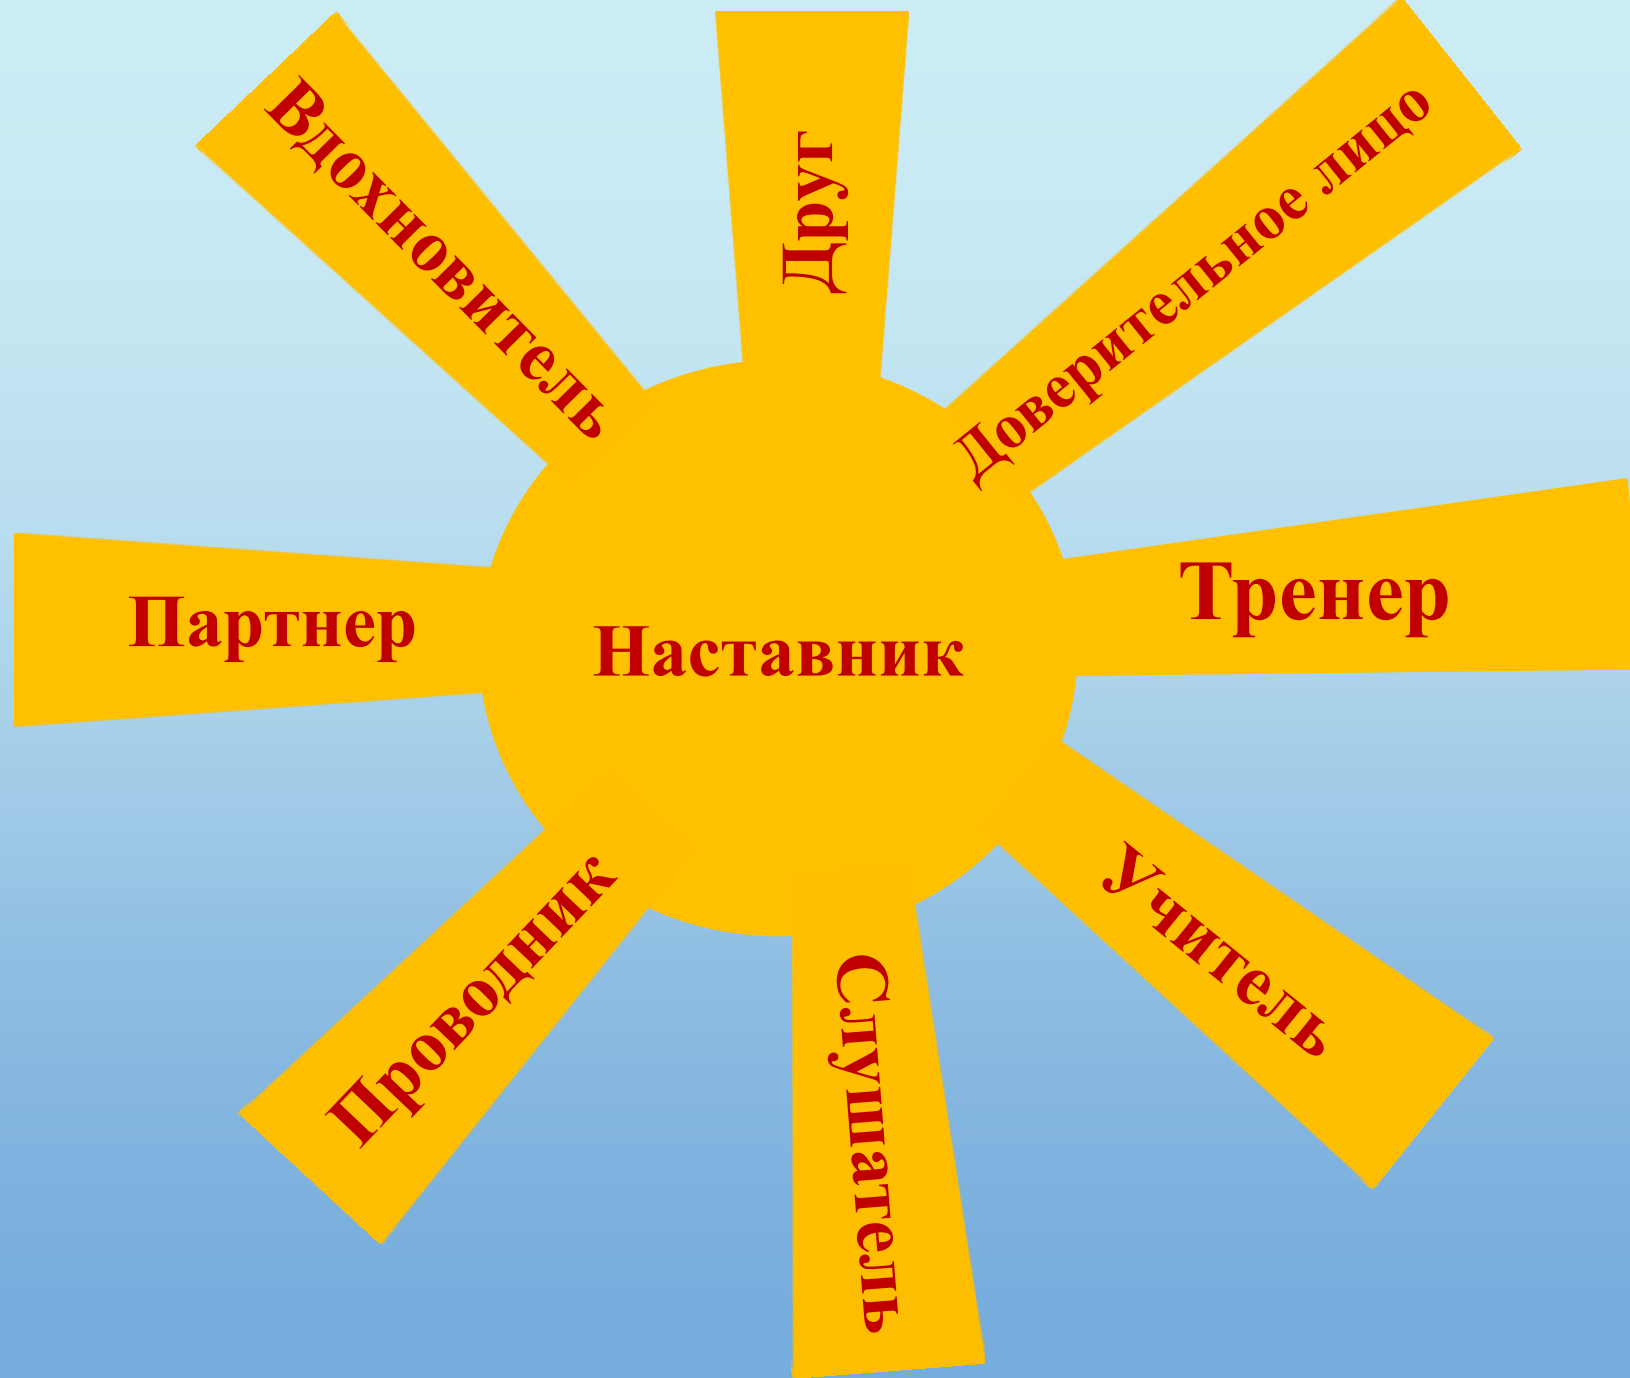 Вдохновитель
Друг
Доверительное лицо
Партнер
Наставник
Тренер
Проводник
Слушатель
Учитель